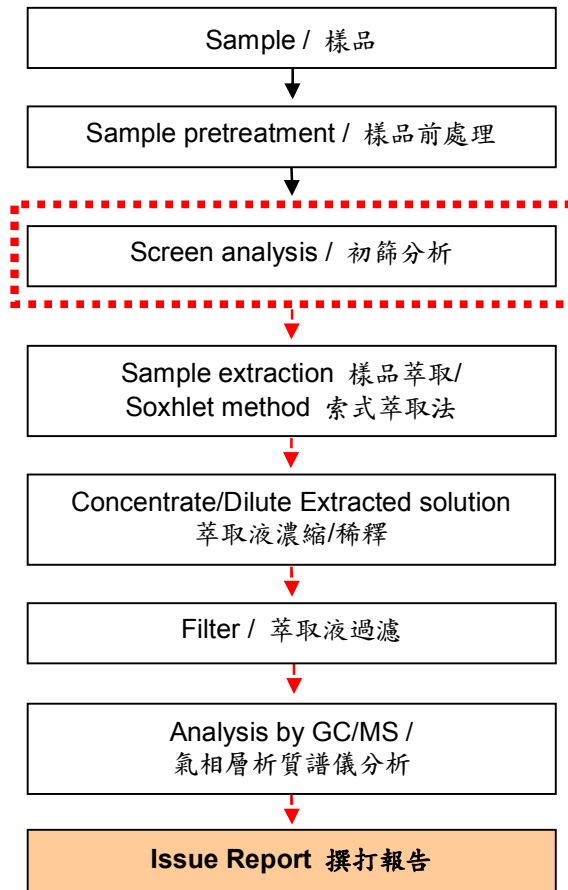 Sample / 樣品
Sample pretreatment / 樣品前處理
Screen analysis / 初篩分析
Sample extraction 樣品萃取/
Soxhlet method 索式萃取法
Concentrate/Dilute Extracted solution
萃取液濃縮/稀釋
Filter / 萃取液過濾
Analysis by GC/MS /
氣相層析質譜儀分析
Issue Report 撰打報告